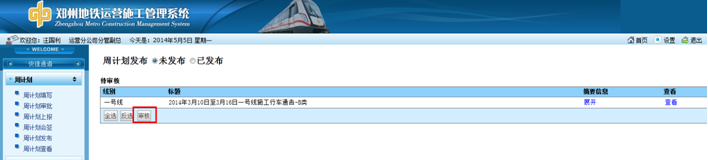 郑州地铁运营施工管理系统
Zhengzhou Metro Construction Management System
欢迎您：汪国利 运营分公司分管副总 今天是：2014年5月5日 星期一
首页 设置 退出
WELCOME
快捷通道
周计划
周计划填写
周计划审批
周计划上报
周计划会签
周计划发布
周计划查看
周计划发布 未发布 已发布
待审核
线别 标题 摘要信息 查看
一号线 2014年3月10日至3月16日一号线施工行车通告-B类 展开 查看
全选 反选 审核